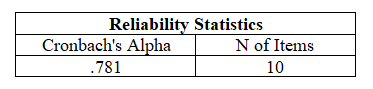 Reliability Statistics
Cronbach's Alpha N of Items
.781 10